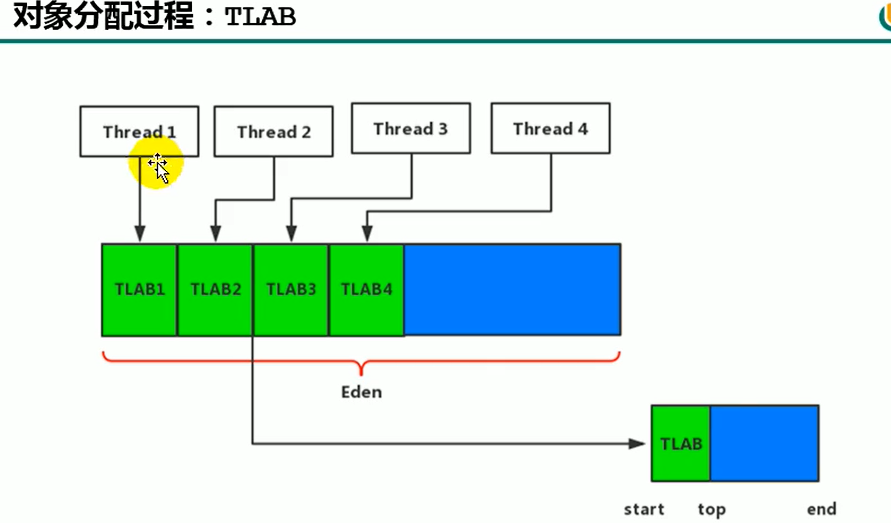 对象分配过程：TLAB
Thread 1
Thread 2
Thread 3
Thread 4
TLAB1
TLAB2
TLAB3
TLAB4
Eden
TLAB
start
top
end